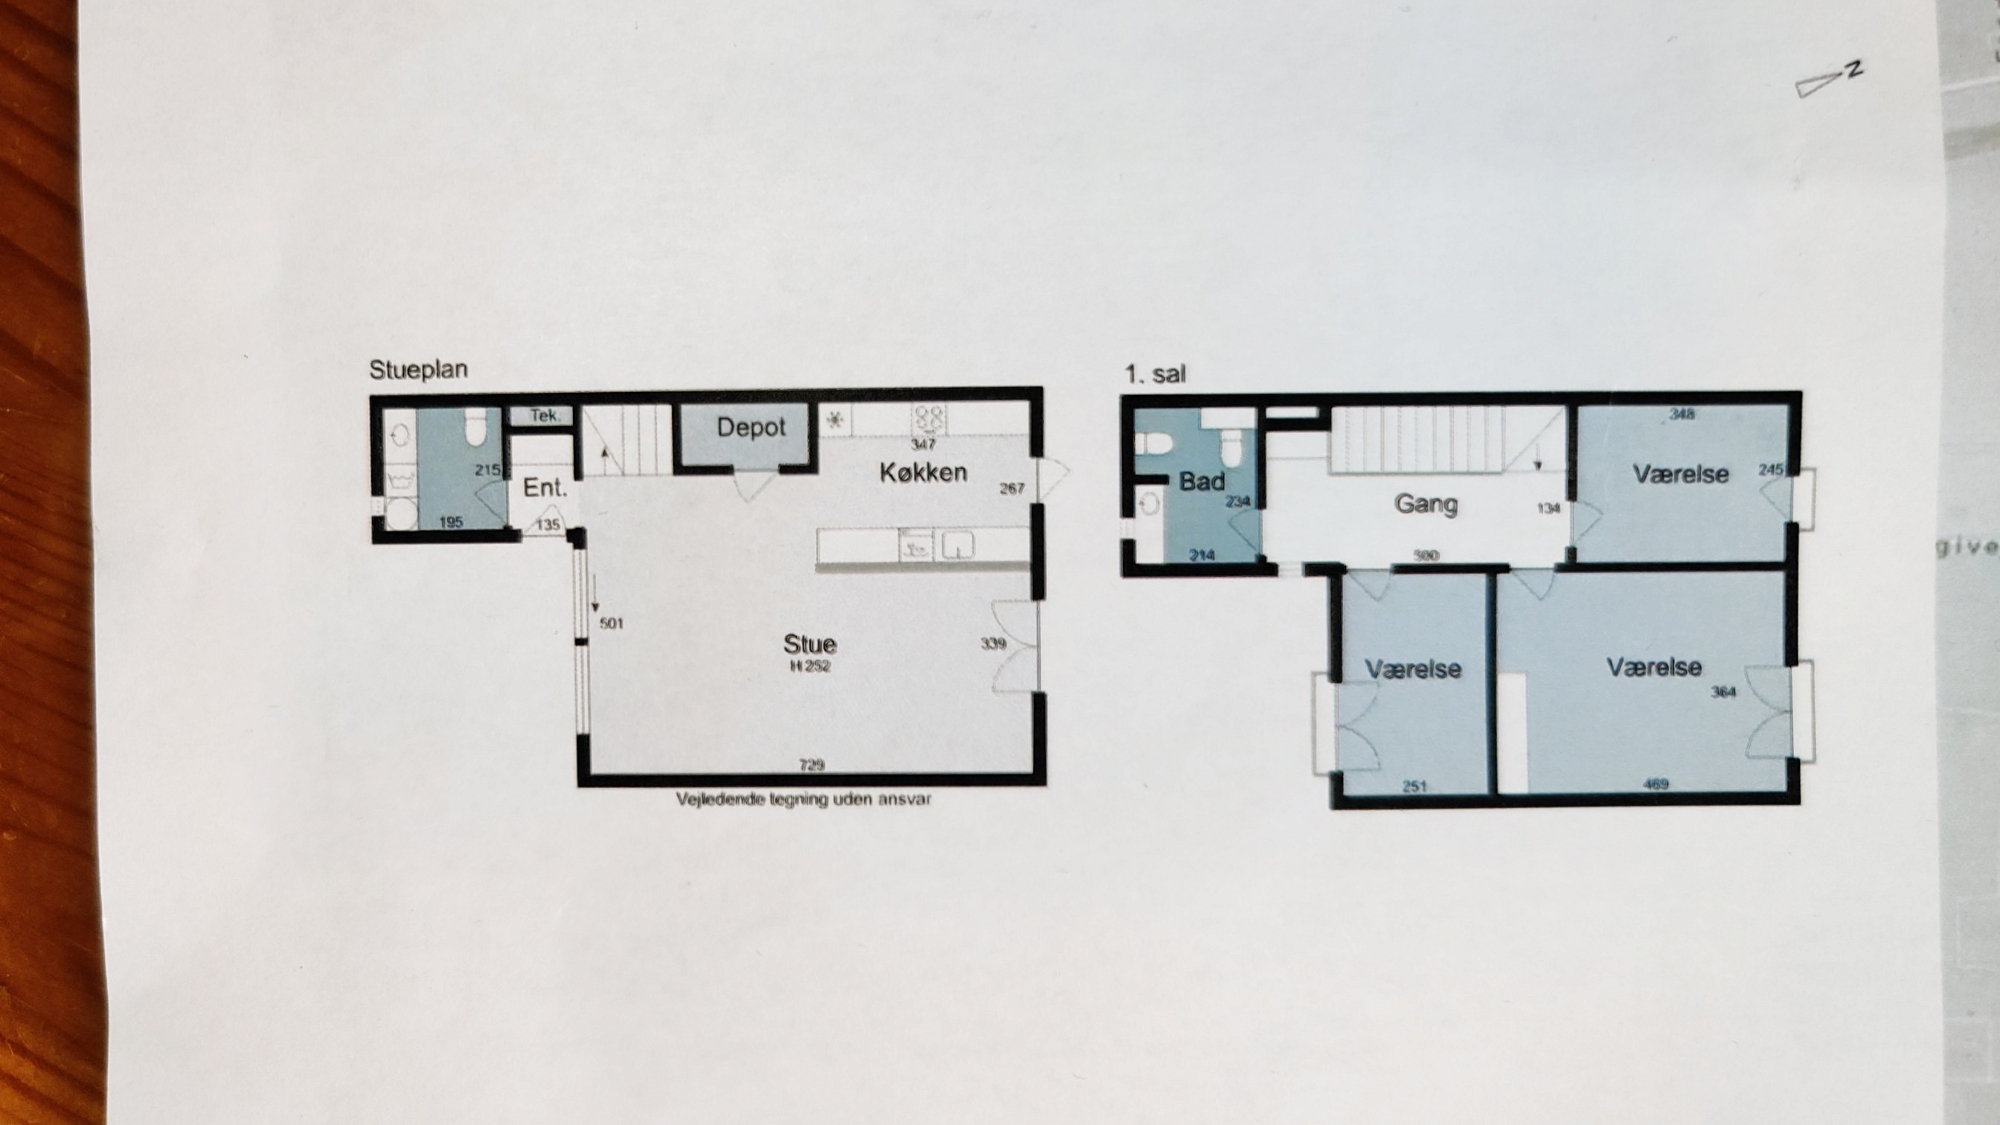 N
Stueplan
Tek.
Depot
347
Køkken
267
215
Ent.
195
135
501
Stue
H 252
339
729
Vejledende tegning uden ansvar
1. sal
348
Værelse
245
Bad
234
Gang
134
214
500
Værelse
251
Værelse
364
469
give